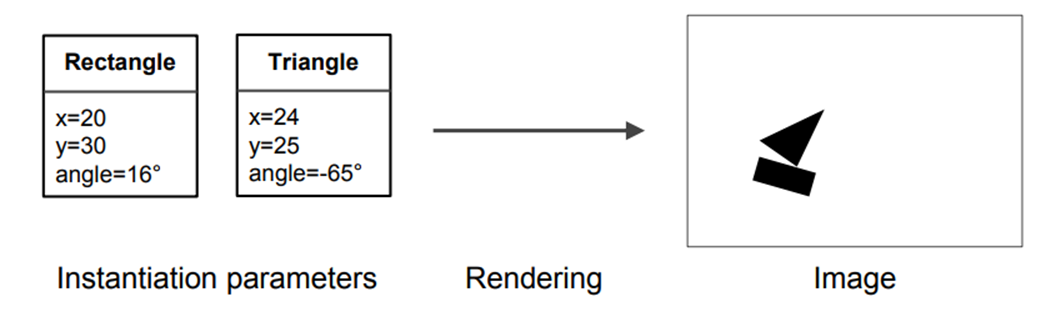 Rectangle
x=20
y=30
angle=16°
Triangle
x=24
y=25
angle=-65°
Instantiation parameters
Rendering
Image